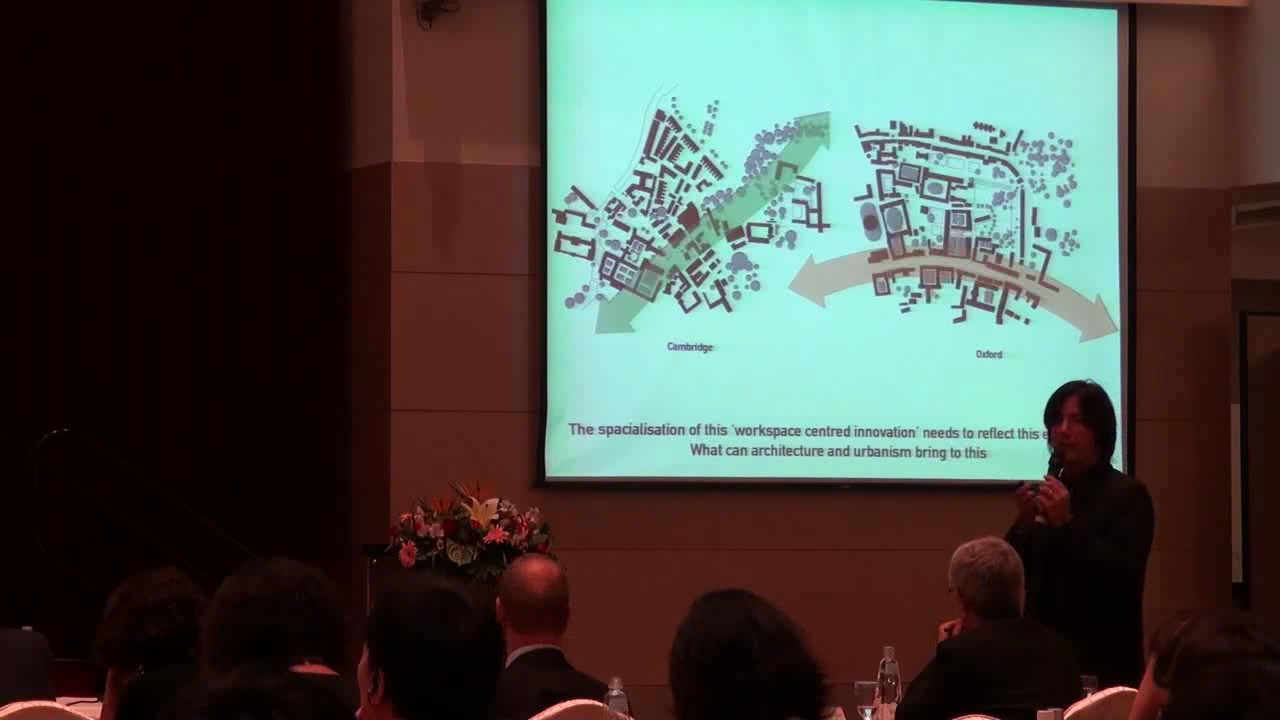 Cambridge
Oxford
The spacialisation of this 'workspace centred innovation' needs to reflect this
What can architecture and urbanism bring to this